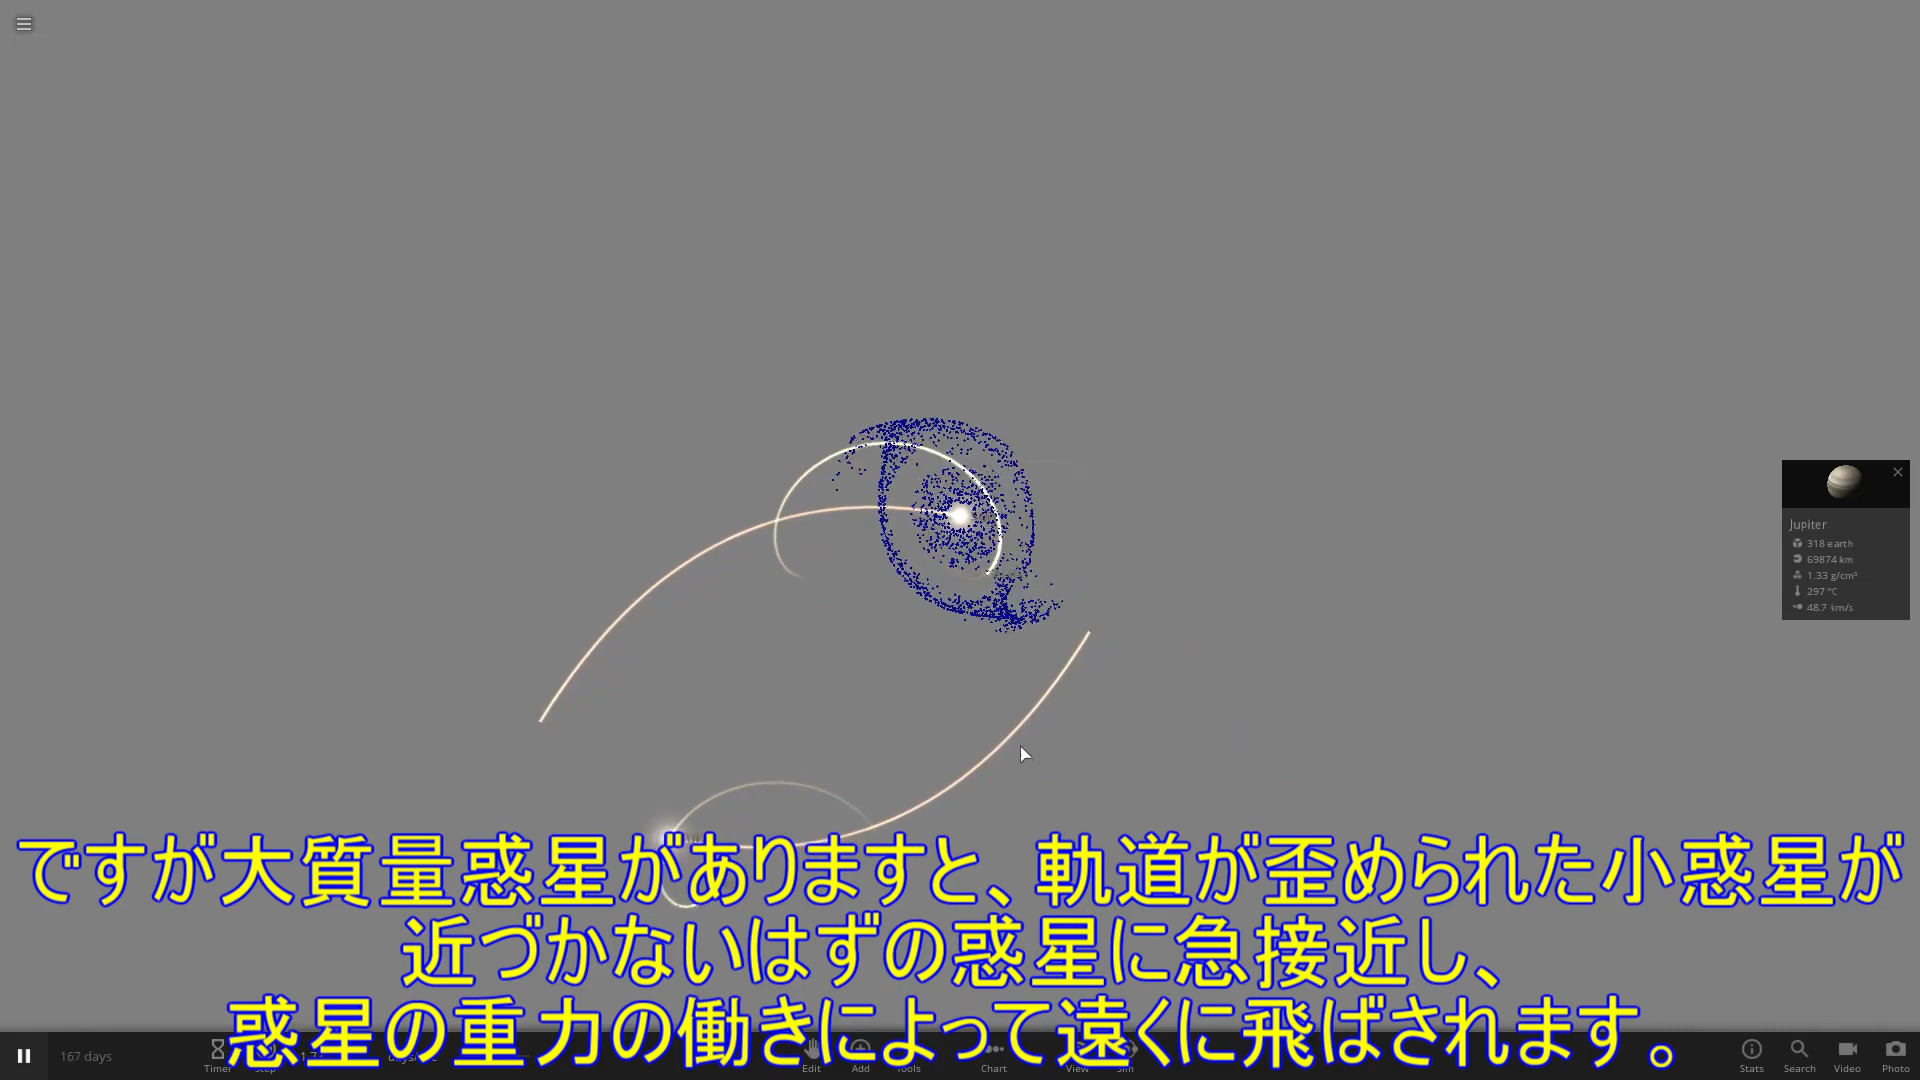 Jupiter
318 earth
69874 km
1.33 g/cm³
297 °C
48.7 km/s
ですが大質量惑星がありますと、軌道が歪められた小惑星が
近づかないはずの惑星に急接近し、
惑星の重力の働きによって遠くに飛ばされます。
167 days
Timer
Step
Edit
Add
Tools
Chart
View
Sim
Stats
Search
Video
Photo